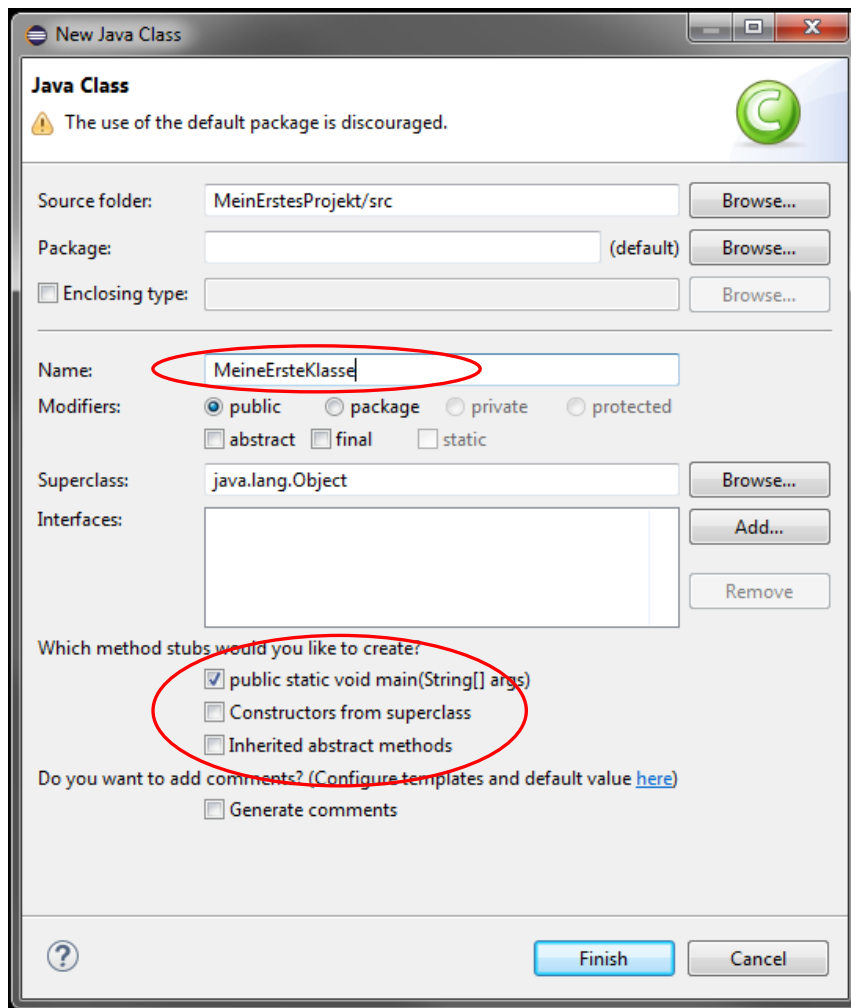 New Java Class
Java Class
The use of the default package is discouraged.
Source folder: MeinErstesProjekt/src Browse...
Package: (default) Browse...
Enclosing type: Browse...
Name: MeineErsteKlasse
Modifiers: public package private protected
abstract final static
Superclass: java.lang.Object Browse...
Interfaces: Add...
Remove
Which method stubs would you like to create?
public static void main(String[] args)
Constructors from superclass
Inherited abstract methods
Do you want to add comments? (Configure templates and default value here)
Generate comments
? Finish Cancel